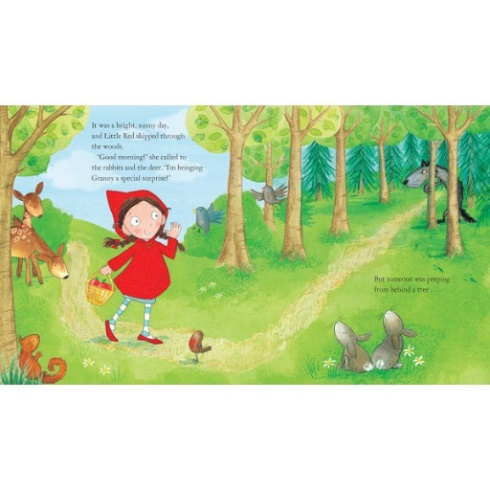 It was a bright, sunny day,
and Little Red skipped through
the woods.
"Good morning!" she called to
the rabbits and the deer. "I'm bringing
Granny a special surprise!"
But someone was peeping
from behind a tree . . . .